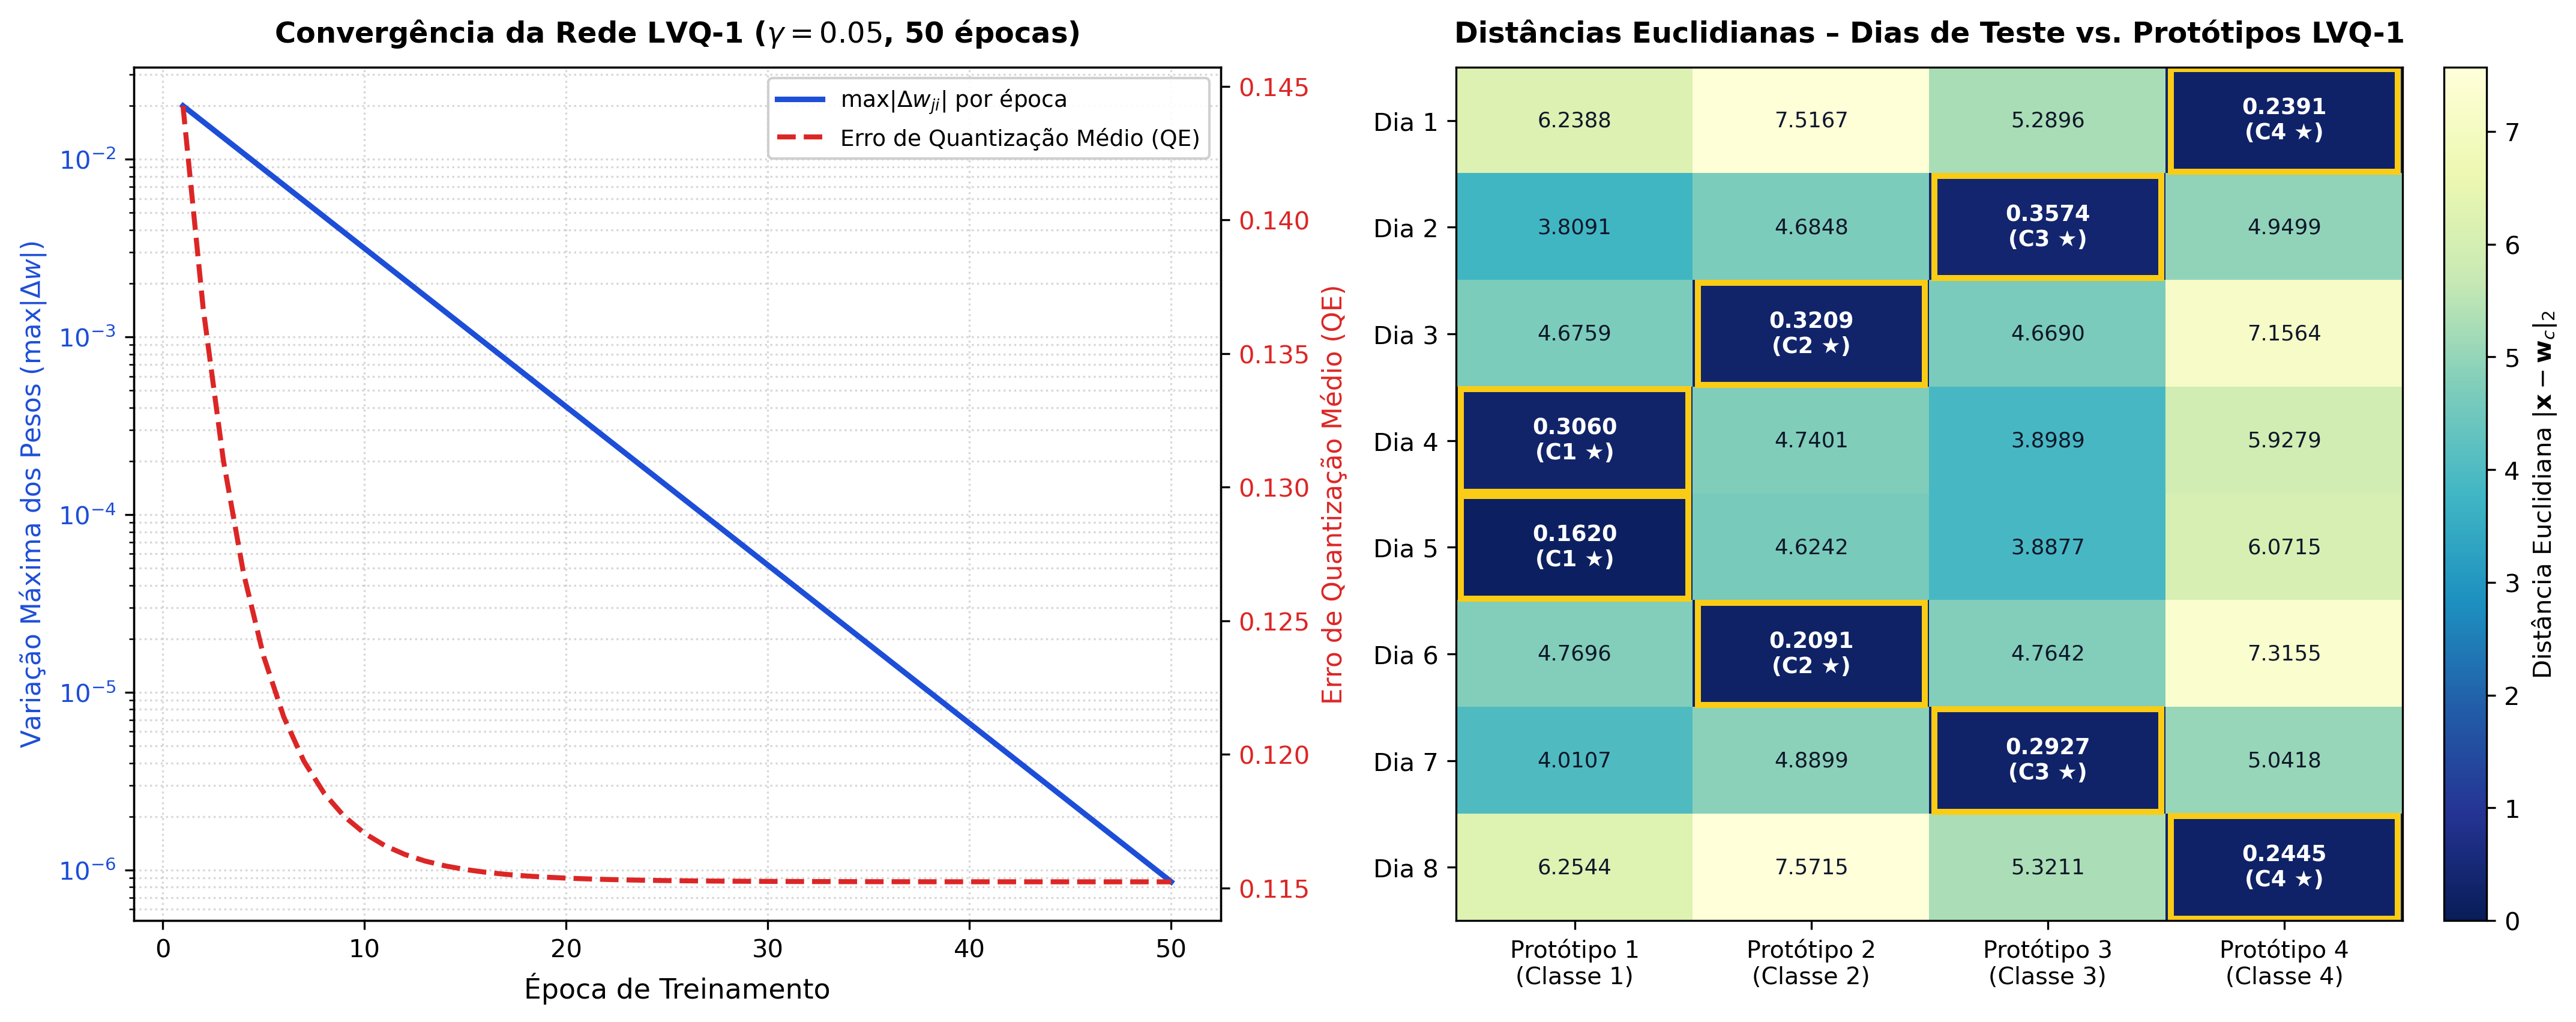 Convergência da Rede LVQ-1 (γ = 0.05, 50 épocas)
max|Δw_{ji}| por época
Erro de Quantização Médio (QE)
Variação Máxima dos Pesos (max|Δw|)
10^{-2}
10^{-3}
10^{-4}
10^{-5}
10^{-6}
0.145
0.140
0.135
0.130
0.125
0.120
0.115
Erro de Quantização Médio (QE)
0 10 20 30 40 50
Época de Treinamento
Distâncias Euclidianas – Dias de Teste vs. Protótipos LVQ-1
Dia 1 6.2388 7.5167 5.2896 0.2391
(C4 ★)
Dia 2 3.8091 4.6848 0.3574 4.9499
(C3 ★)
Dia 3 4.6759 0.3209 4.6690 7.1564
(C2 ★)
Dia 4 0.3060 4.7401 3.8989 5.9279
(C1 ★)
Dia 5 0.1620 4.6242 3.8877 6.0715
(C1 ★)
Dia 6 4.7696 0.2091 4.7642 7.3155
(C2 ★)
Dia 7 4.0107 4.8899 0.2927 5.0418
(C3 ★)
Dia 8 6.2544 7.5715 5.3211 0.2445
(C4 ★)
Protótipo 1 Protótipo 2 Protótipo 3 Protótipo 4
(Classe 1) (Classe 2) (Classe 3) (Classe 4)
7
6
5
4
3
2
1
0
Distância Euclidiana |x − w_c|_2